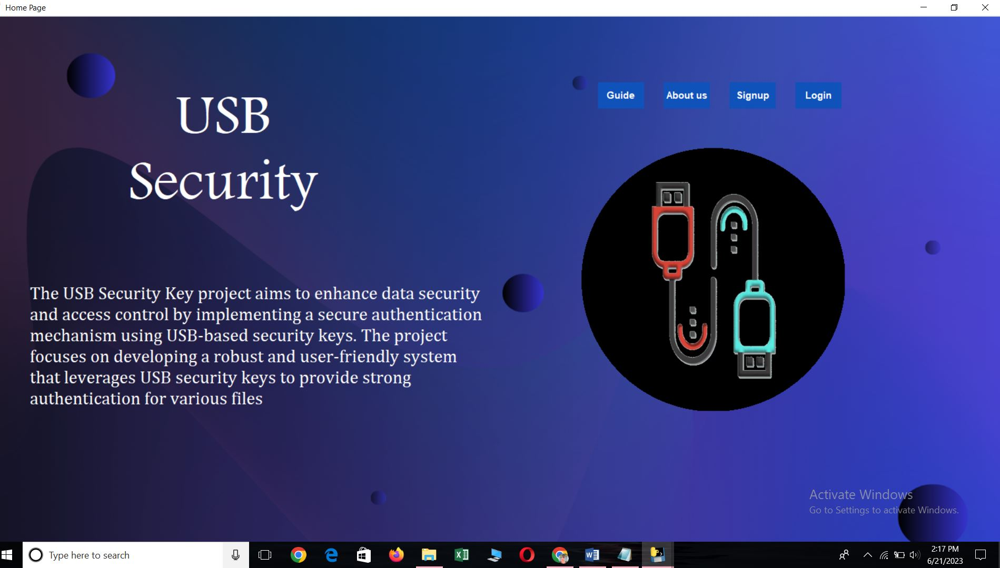 Home Page
USB
Security
Guide
About us
Signup
Login
The USB Security Key project aims to enhance data security
and access control by implementing a secure authentication
mechanism using USB-based security keys. The project
focuses on developing a robust and user-friendly system
that leverages USB security keys to provide strong
authentication for various files
Activate Windows
Go to Settings to activate Windows.
Type here to search
2:17 PM
6/21/2023